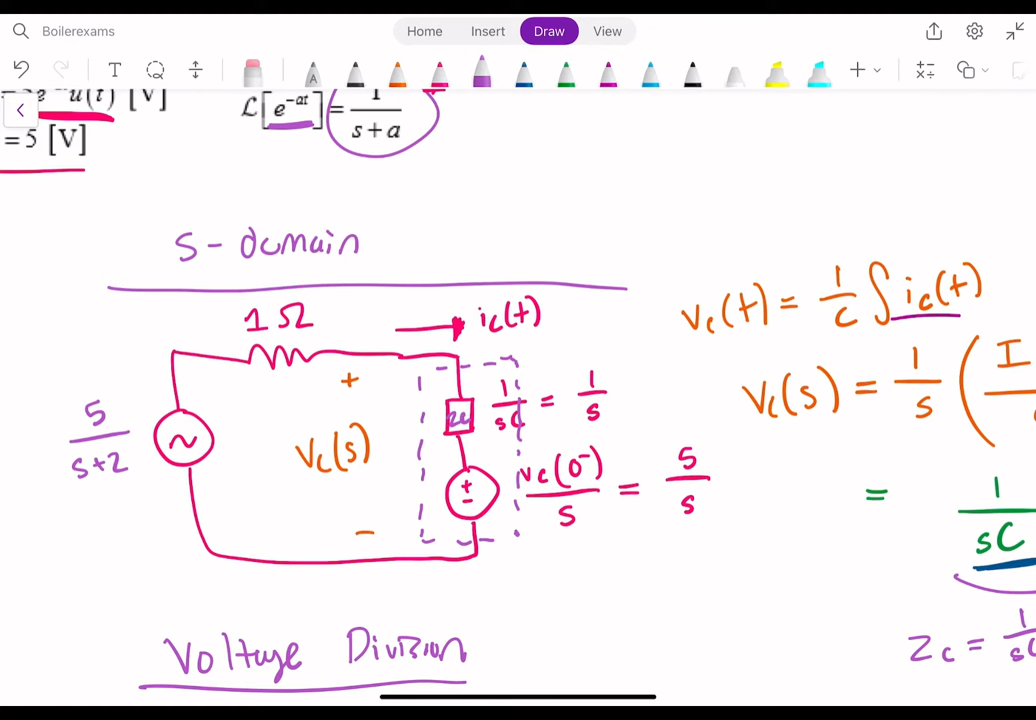 Boilerexams
Home Insert Draw View
u(t) [V]
= 5 [V]
ℒ[e^{-at}] = 1/(s+a)
s-domain
1 Ω
i_c(t)
5/(s+2)
+
V_c(s)
−
1/sC = 1/s
+
−
v_c(0⁻)/s = 5/s
v_c(t) = 1/C ∫ i_c(t)
V_c(s) = 1/s ( I
= 1/sC
Z_c = 1/sC
Voltage Division